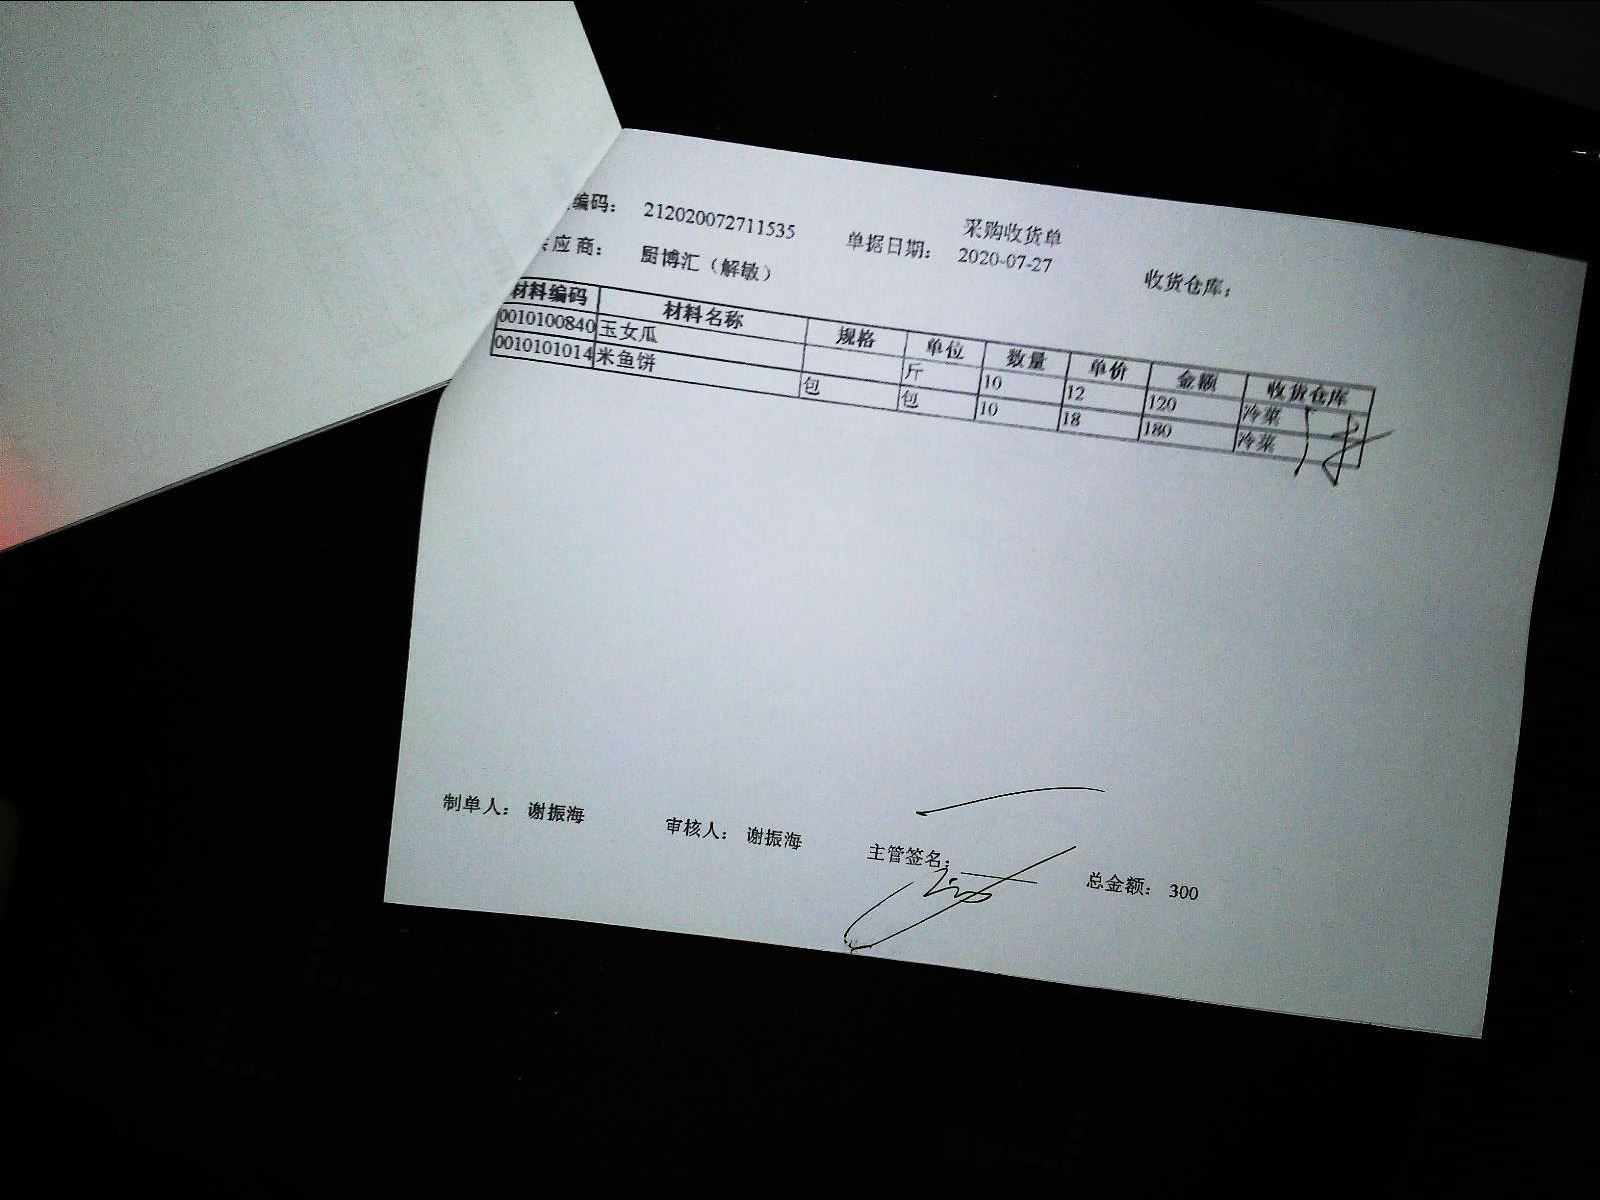 采购收货单
编码： 212020072711535 单据日期： 2020-07-27 收货仓库：
应商： 厨博汇（解敏）
材料编码 材料名称 规格 单位 数量 单价 金额 收货仓库
0010100840 玉女瓜 斤 10 12 120 冷菜
0010101014 米鱼饼 包 包 10 18 180 冷菜
制单人： 谢振海 审核人： 谢振海 主管签名： 总金额： 300